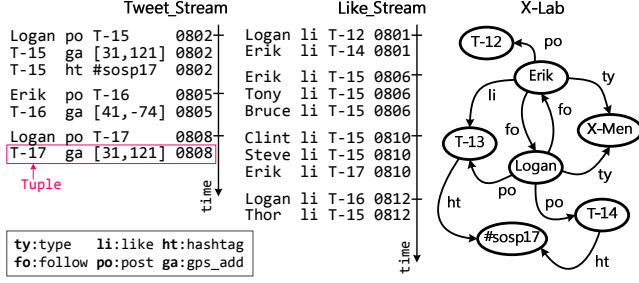 Tweet_Stream
Logan po T-15 0802
T-15 ga [31,121] 0802
T-15 ht #sosp17 0802
Erik po T-16 0805
T-16 ga [41,-74] 0805
Logan po T-17 0808
T-17 ga [31,121] 0808
Tuple
time
Like_Stream
Logan li T-12 0801
Erik li T-14 0801
Erik li T-15 0806
Tony li T-15 0806
Bruce li T-15 0806
Clint li T-15 0810
Steve li T-15 0810
Erik li T-17 0810
Logan li T-16 0812
Thor li T-15 0812
time
X-Lab
T-12
po
Erik
ty
li
fo
fo
X-Men
T-13
Logan
ty
po
ht
po
T-14
#sosp17
ht
ty:type li:like ht:hashtag
fo:follow po:post ga:gps_add